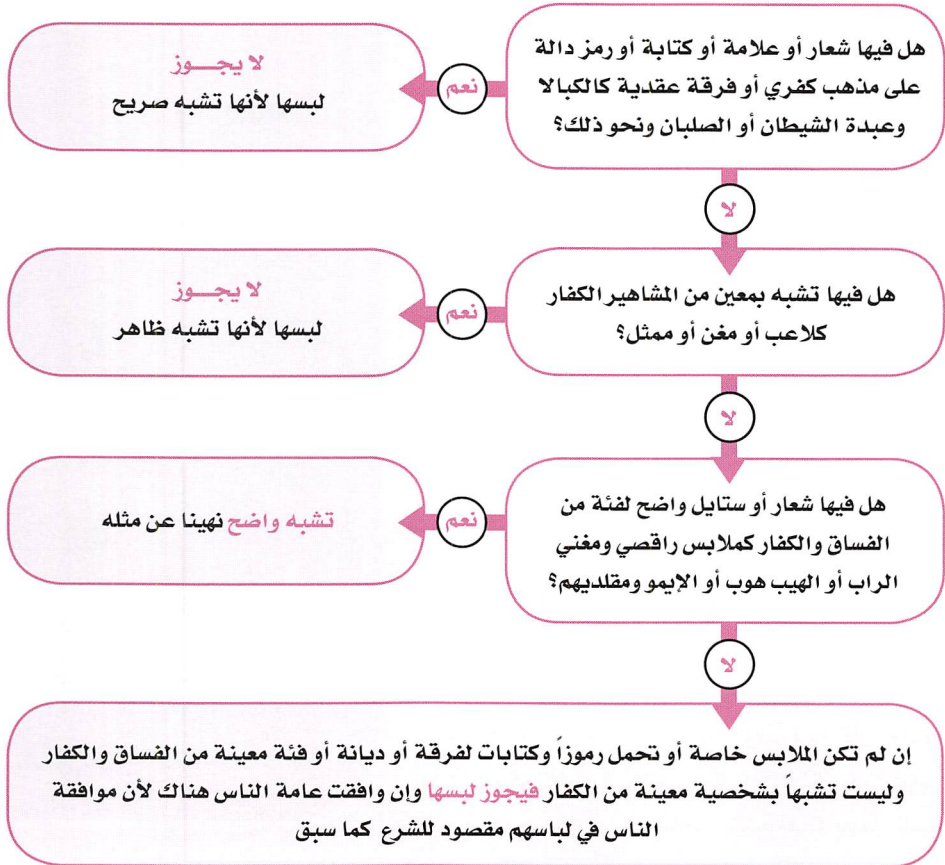 هل فيها شعار أو علامة أو كتابة أو رمز دالة
على مذهب كفري أو فرقة عقدية كالكبالا
وعبدة الشيطان أو الصلبان ونحو ذلك؟
نعم
لا يجـــوز
لبسها لأنها تشبه صريح
لا
هل فيها تشبه بمعين من المشاهير الكفار
كلاعب أو مغن أو ممثل؟
نعم
لا يجـــوز
لبسها لأنها تشبه ظاهر
لا
هل فيها شعار أو ستايل واضح لفئة من
الفساق والكفار كملابس راقصي ومغني
الراب أو الهيب هوب أو الإيمو ومقلديهم؟
نعم
تشبه واضح نهينا عن مثله
لا
إن لم تكن الملابس خاصة أو تحمل رموزاً وكتابات لفرقة أو ديانة أو فئة معينة من الفساق والكفار
وليست تشبهاً بشخصية معينة من الكفار فيجوز لبسها وإن وافقت عامة الناس هناك لأن موافقة
الناس في لباسهم مقصود للشرع كما سبق